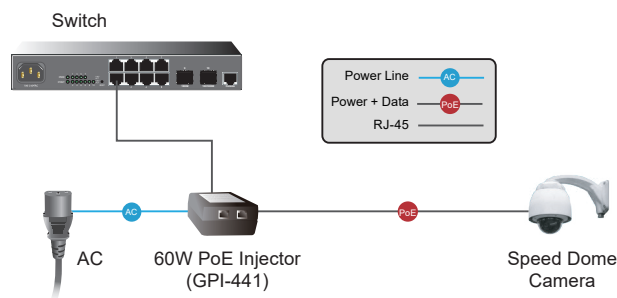 Switch
Power Line
AC
Power + Data
PoE
RJ-45
AC
PoE
AC
60W PoE Injector
(GPI-441)
Speed Dome
Camera